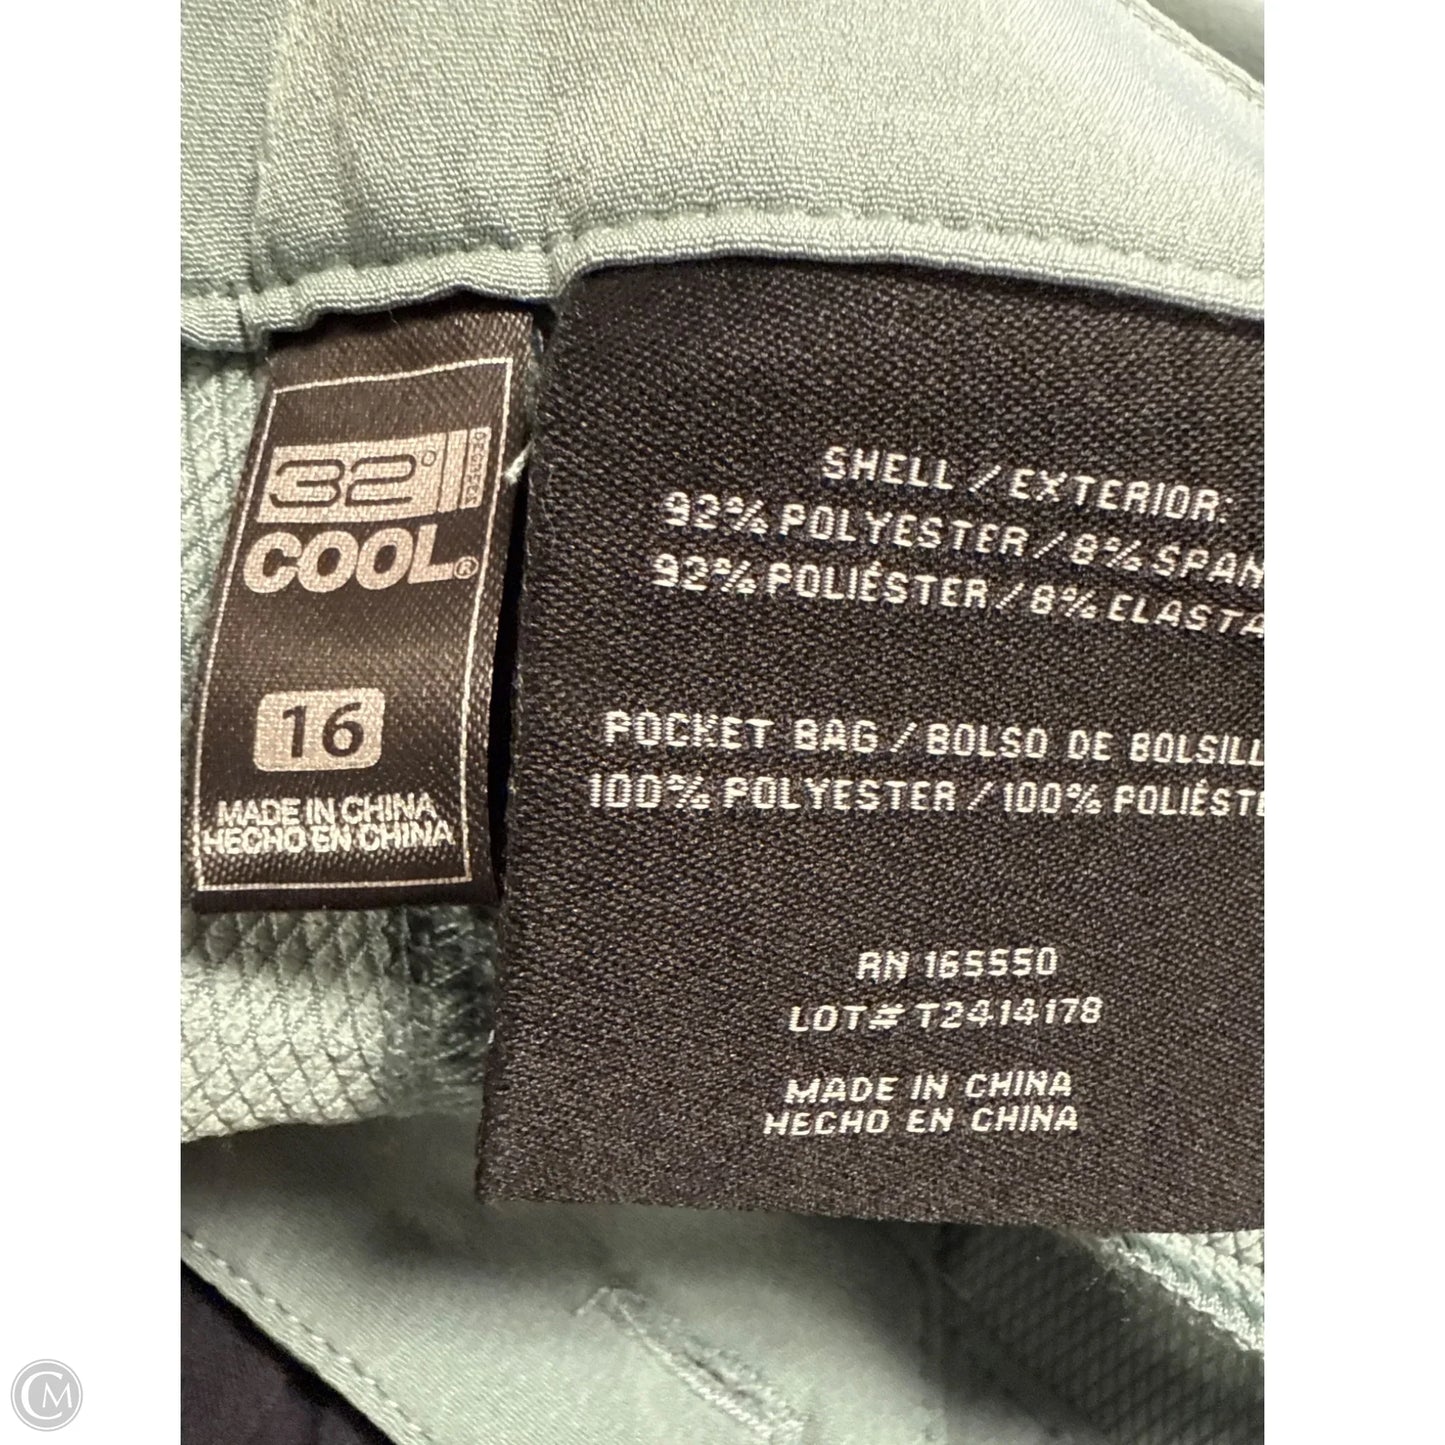 32°
COOL®
16
MADE IN CHINA
HECHO EN CHINA
SHELL / EXTERIOR:
92% POLYESTER / 8% SPAN
92% POLIÉSTER / 8% ELASTA
POCKET BAG / BOLSO DE BOLSILL
100% POLYESTER / 100% POLIÉSTE
RN 165550
LOT# T2414178
MADE IN CHINA
HECHO EN CHINA
CM